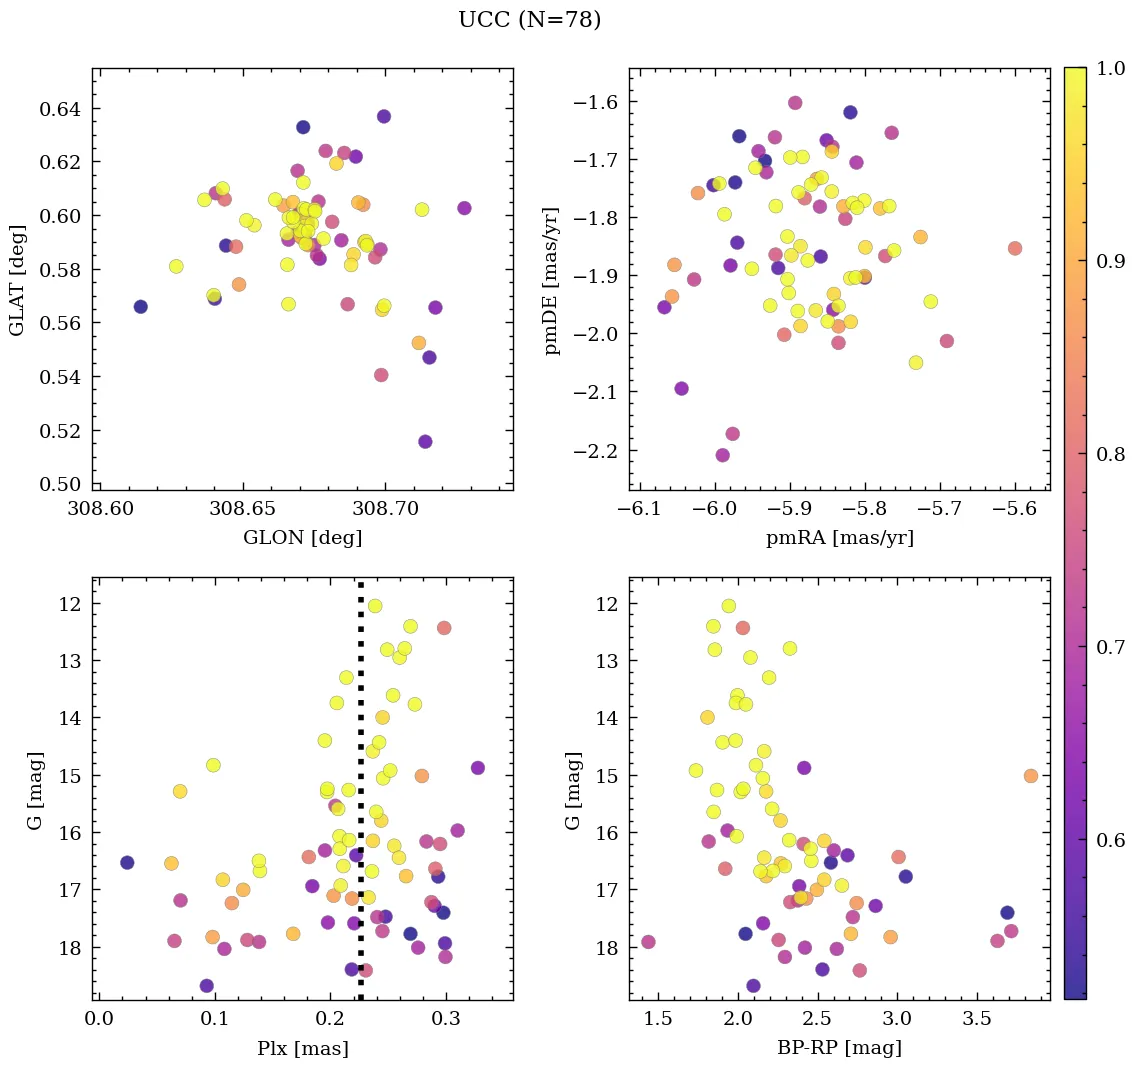 UCC (N=78)
0.64
0.62
0.60
0.58
0.56
0.54
0.52
0.50
GLAT [deg]
308.60 308.65 308.70
GLON [deg]
−1.6
−1.7
−1.8
−1.9
−2.0
−2.1
−2.2
pmDE [mas/yr]
−6.1 −6.0 −5.9 −5.8 −5.7 −5.6
pmRA [mas/yr]
1.0
0.9
0.8
0.7
0.6
12
13
14
15
16
17
18
G [mag]
0.0 0.1 0.2 0.3
Plx [mas]
12
13
14
15
16
17
18
G [mag]
1.5 2.0 2.5 3.0 3.5
BP-RP [mag]